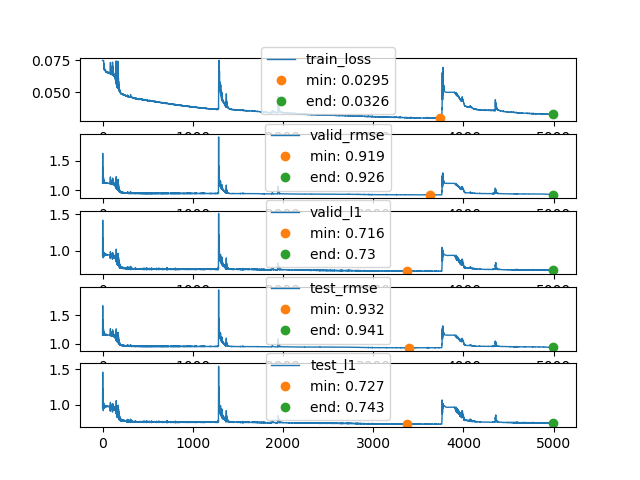 train_loss
0.075
min: 0.0295
0.050
end: 0.0326
0 1000 2000 3000 4000 5000
valid_rmse
1.5
min: 0.919
1.0
end: 0.926
valid_l1
1.5
min: 0.716
1.0
end: 0.73
test_rmse
1.5
min: 0.932
1.0
end: 0.941
test_l1
1.5
min: 0.727
1.0
end: 0.743
0 1000 2000 3000 4000 5000